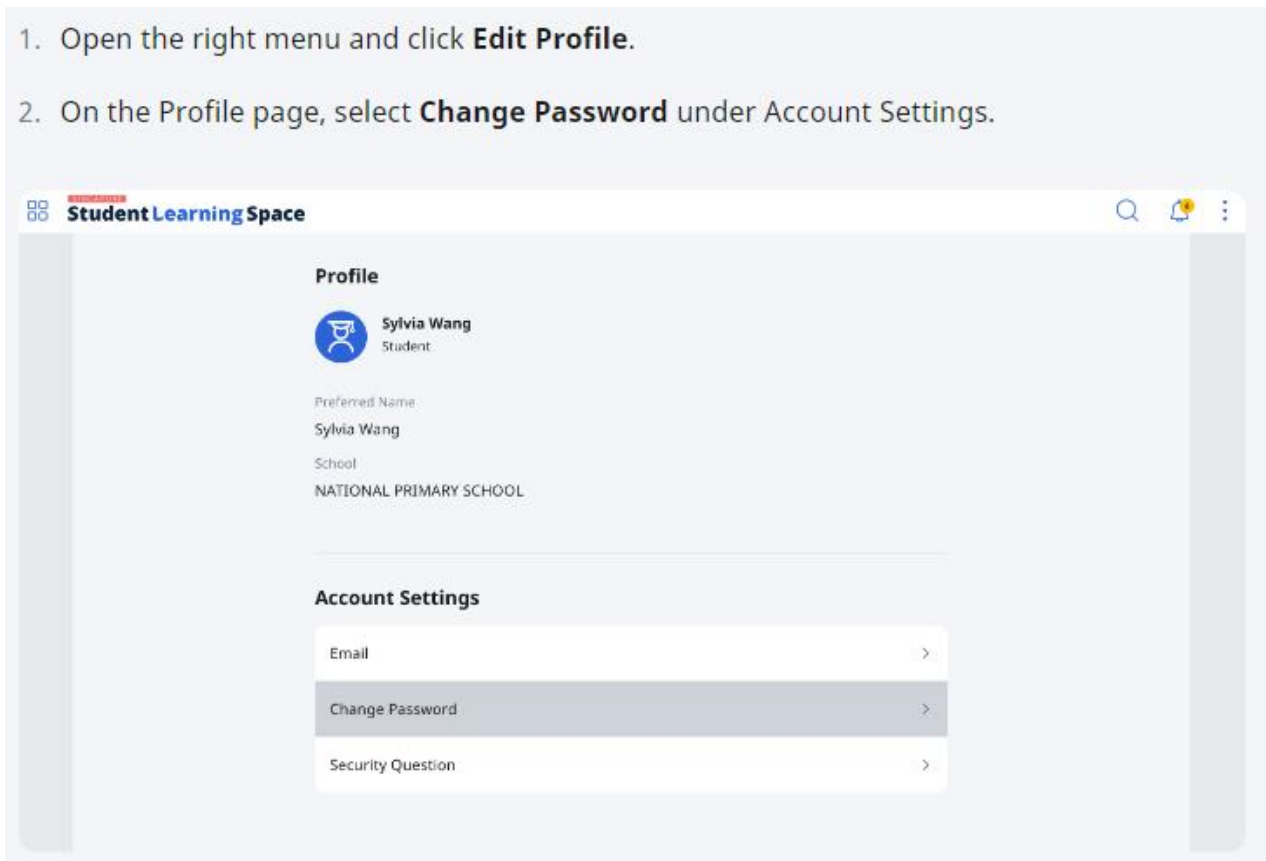 1. Open the right menu and click Edit Profile.
2. On the Profile page, select Change Password under Account Settings.
SINGAPORE
Student Learning Space
Profile
Sylvia Wang
Student
Preferred Name
Sylvia Wang
School
NATIONAL PRIMARY SCHOOL
Account Settings
Email
Change Password
Security Question